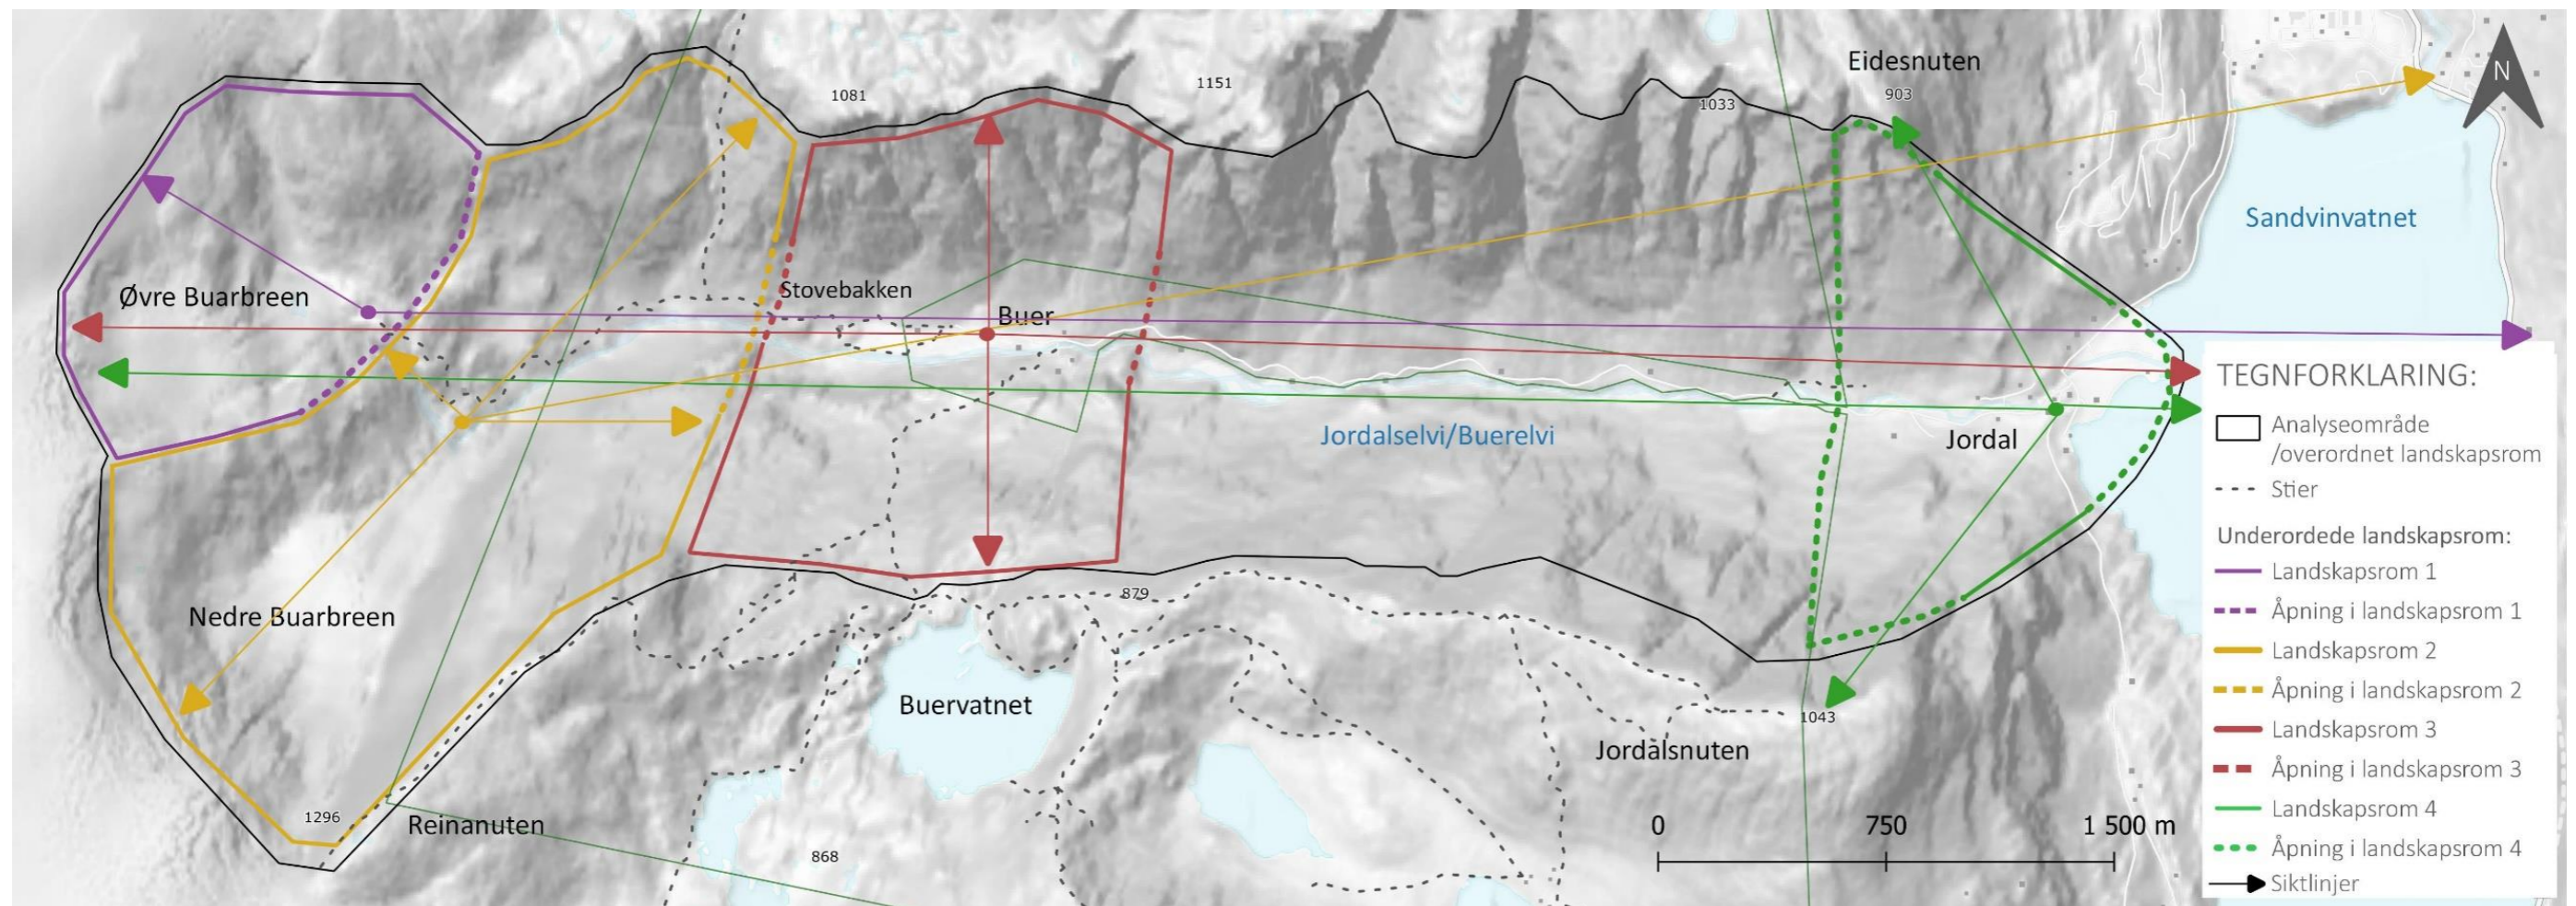 Eidesnuten
903
N
1081
1151
1033
Sandvinvatnet
Øvre Buarbreen
Stovebakken
Buer
Jordalselvi/Buerelvi
Jordal
Nedre Buarbreen
879
Buervatnet
1043
Jordalsnuten
1296
Reinanuten
868
0 750 1 500 m
TEGNFORKLARING:
Analyseområde
/overordnet landskapsrom
Stier
Underordede landskapsrom:
Landskapsrom 1
Åpning i landskapsrom 1
Landskapsrom 2
Åpning i landskapsrom 2
Landskapsrom 3
Åpning i landskapsrom 3
Landskapsrom 4
Åpning i landskapsrom 4
Siktlinjer